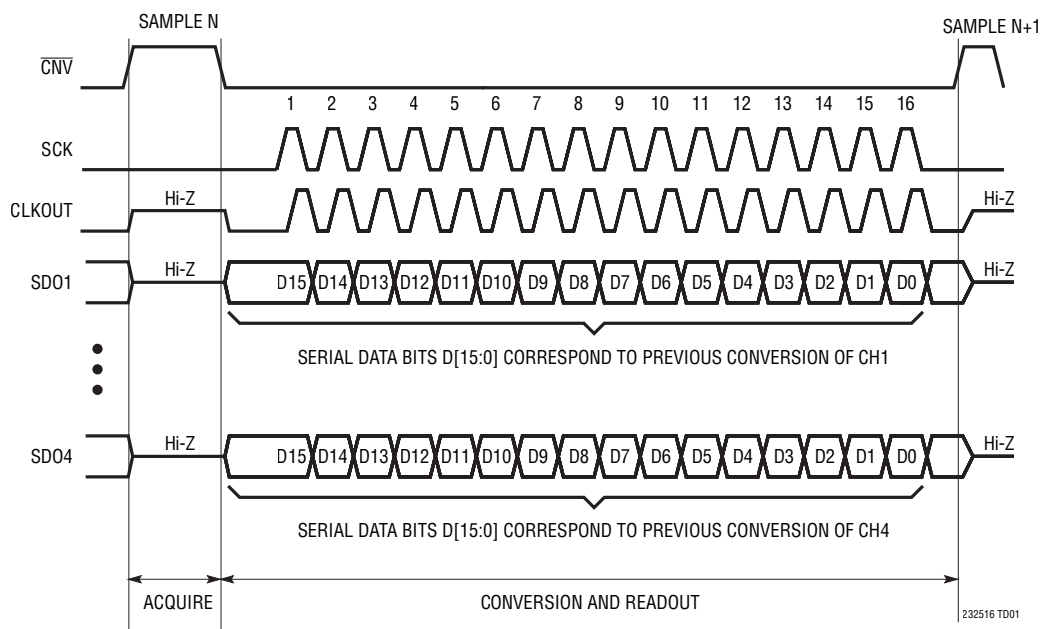 SAMPLE N
SAMPLE N+1
CNV
1 2 3 4 5 6 7 8 9 10 11 12 13 14 15 16
SCK
Hi-Z
Hi-Z
CLKOUT
Hi-Z
Hi-Z
SDO1
D15 D14 D13 D12 D11 D10 D9 D8 D7 D6 D5 D4 D3 D2 D1 D0
SERIAL DATA BITS D[15:0] CORRESPOND TO PREVIOUS CONVERSION OF CH1
Hi-Z
Hi-Z
SDO4
D15 D14 D13 D12 D11 D10 D9 D8 D7 D6 D5 D4 D3 D2 D1 D0
SERIAL DATA BITS D[15:0] CORRESPOND TO PREVIOUS CONVERSION OF CH4
ACQUIRE
CONVERSION AND READOUT
232516 TD01